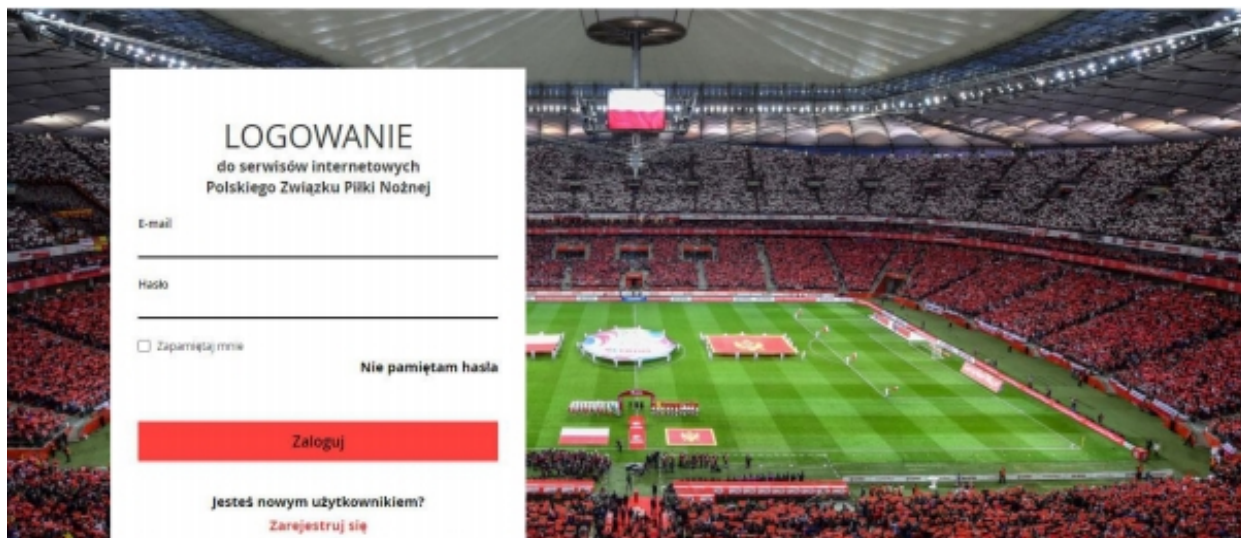 LOGOWANIE
do serwisów internetowych
Polskiego Związku Piłki Nożnej
E-mail
Hasło
Zapamiętaj mnie
Nie pamiętam hasła
Zaloguj
Jesteś nowym użytkownikiem?
Zarejestruj się